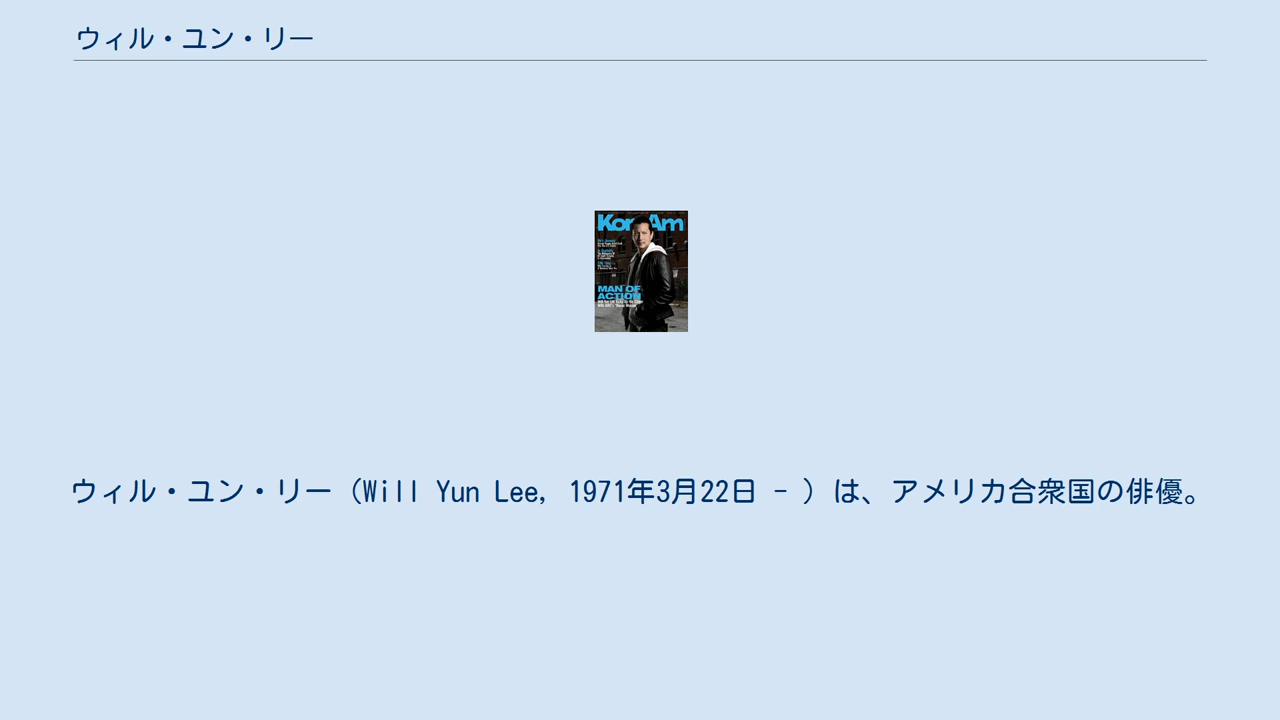 ウィル・ユン・リー
KorAm
MAN OF
ACTION
ウィル・ユン・リー（Will Yun Lee, 1971年3月22日 - ）は、アメリカ合衆国の俳優。